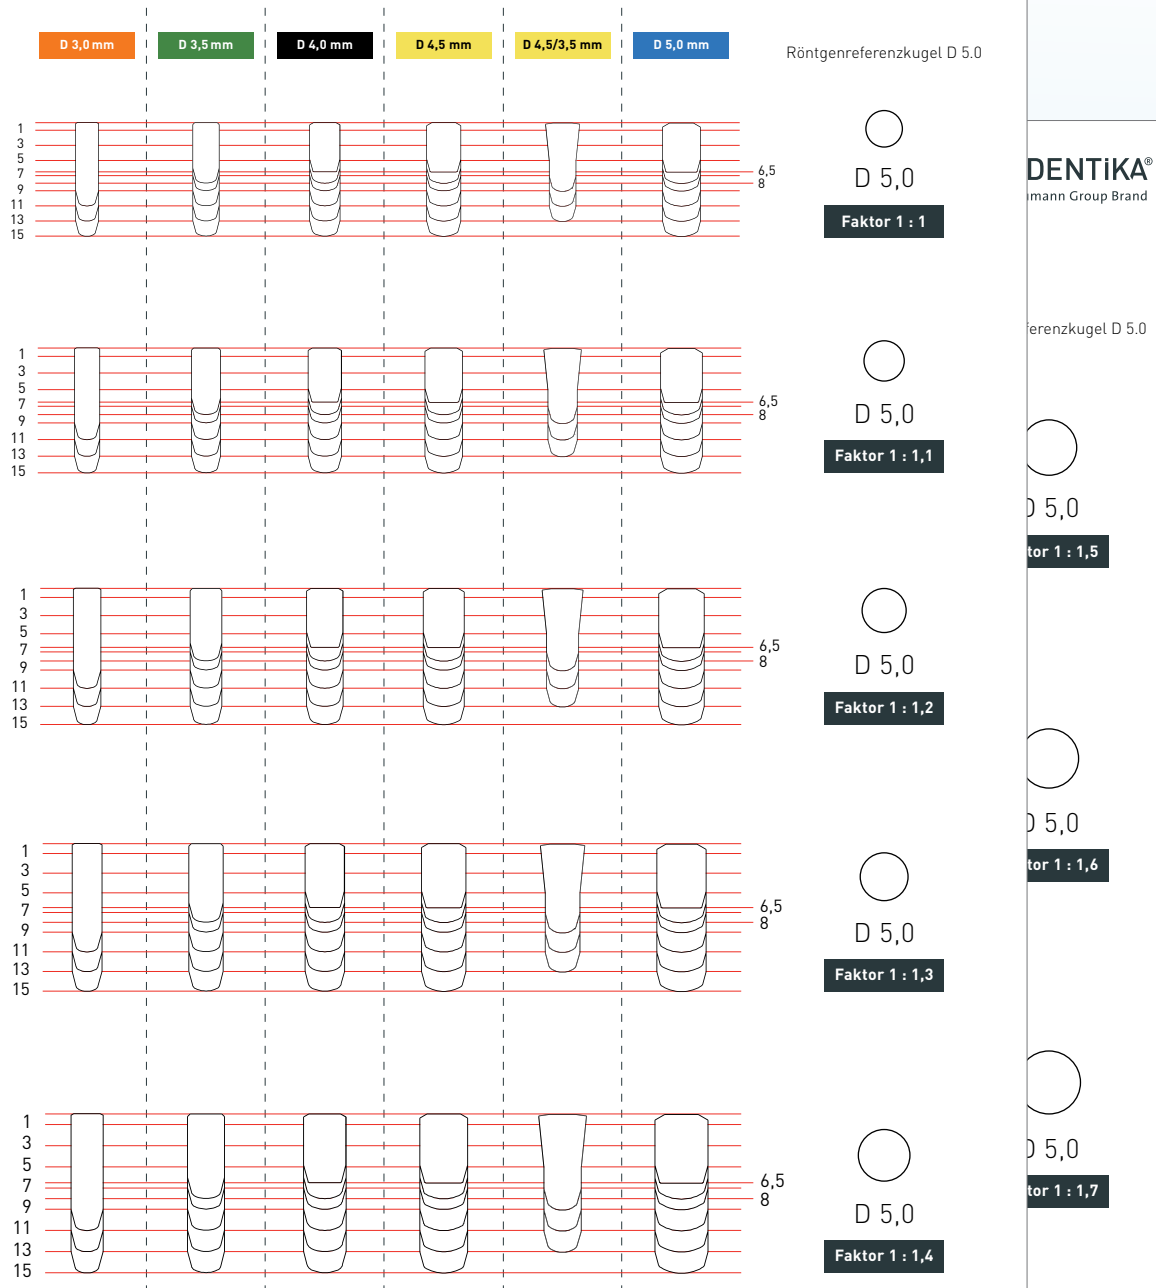 D 3,0 mm
D 3,5 mm
D 4,0 mm
D 4,5 mm
D 4,5/3,5 mm
D 5,0 mm
Röntgenreferenzkugel D 5.0
1
3
5
7
9
11
13
15
6,5
8
D 5,0
Faktor 1 : 1
1
3
5
7
9
11
13
15
6,5
8
D 5,0
Faktor 1 : 1,1
1
3
5
7
9
11
13
15
6,5
8
D 5,0
Faktor 1 : 1,2
1
3
5
7
9
11
13
15
6,5
8
D 5,0
Faktor 1 : 1,3
1
3
5
7
9
11
13
15
6,5
8
D 5,0
Faktor 1 : 1,4
DENTiKA®
mann Group Brand
ferenzkugel D 5.0
D 5,0
tor 1 : 1,5
D 5,0
tor 1 : 1,6
D 5,0
tor 1 : 1,7